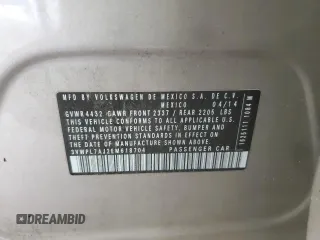 MFD BY VOLKSWAGEN DE MEXICO S.A. DE C.V.
MEXICO 04/14
GVWR 4432 GAWR FRONT 2337 / REAR 2205 LBS
THIS VEHICLE CONFORMS TO ALL APPLICABLE U.S.
FEDERAL MOTOR VEHICLE SAFETY, BUMPER AND
THEFT PREVENTION STANDARDS IN EFFECT ON
THE DATE OF MANUFACTURE SHOWN ABOVE.
3VWPL7AJ2EM618704 PASSENGER CAR
DREAMBID